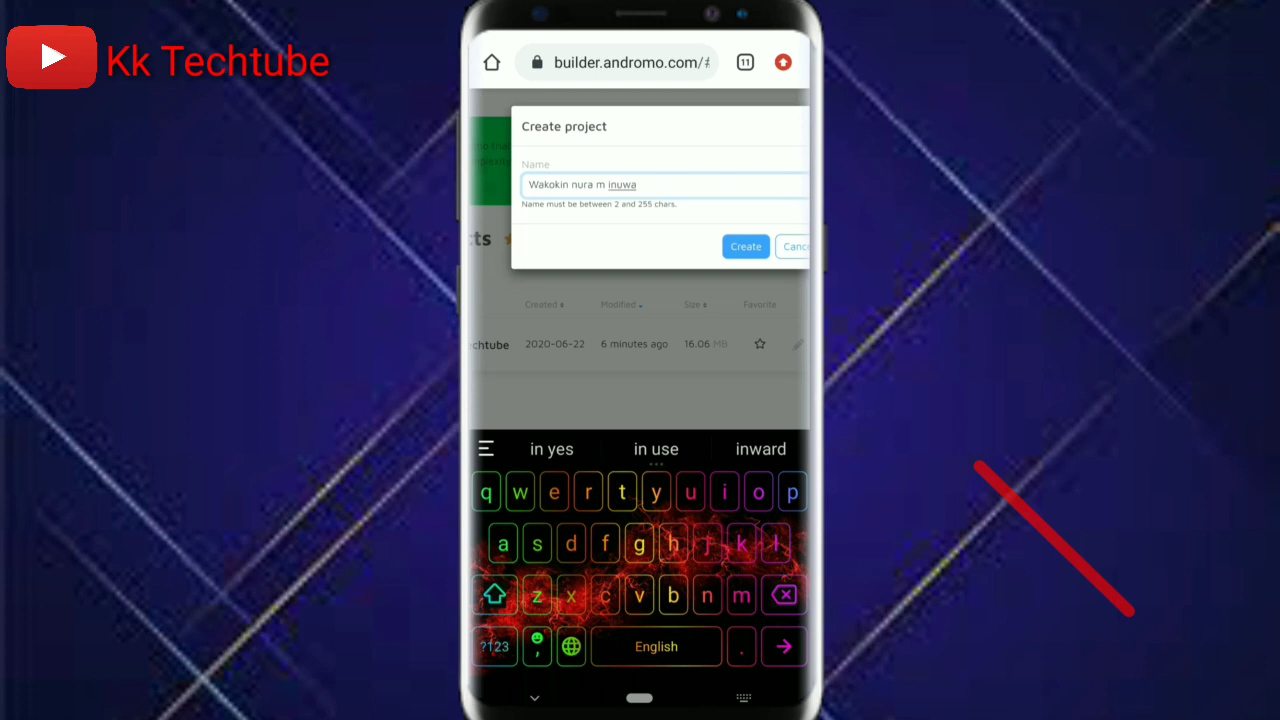 Kk Techtube
11
builder.andromo.com/#
Create project
Name
Wakokin nura m inuwa
Name must be between 2 and 255 chars.
Create
Created
Modified
Size
Favorite
chtube
2020-06-22
6 minutes ago
16.06 MB
in yes
in use
inward
q w e r t y u i o p
a s d f g h j k l
z x c v b n m
?123 , English .